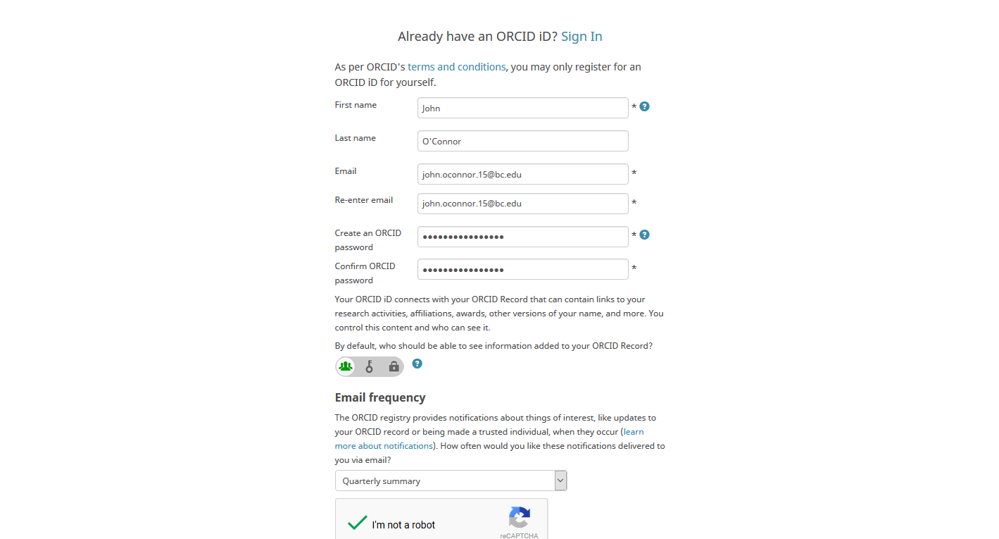 Already have an ORCID iD? Sign In
As per ORCID's terms and conditions, you may only register for an
ORCID iD for yourself.
First name
John
*
Last name
O'Connor
Email
john.oconnor.15@bc.edu
*
Re-enter email
john.oconnor.15@bc.edu
*
Create an ORCID
password
••••••••••••••••
*
Confirm ORCID
password
••••••••••••••••
*
Your ORCID iD connects with your ORCID Record that can contain links to your
research activities, affiliations, awards, other versions of your name, and more. You
control this content and who can see it.
By default, who should be able to see information added to your ORCID Record?
Email frequency
The ORCID registry provides notifications about things of interest, like updates to
your ORCID record or being made a trusted individual, when they occur (learn
more about notifications). How often would you like these notifications delivered to
you via email?
Quarterly summary
I'm not a robot
reCAPTCHA